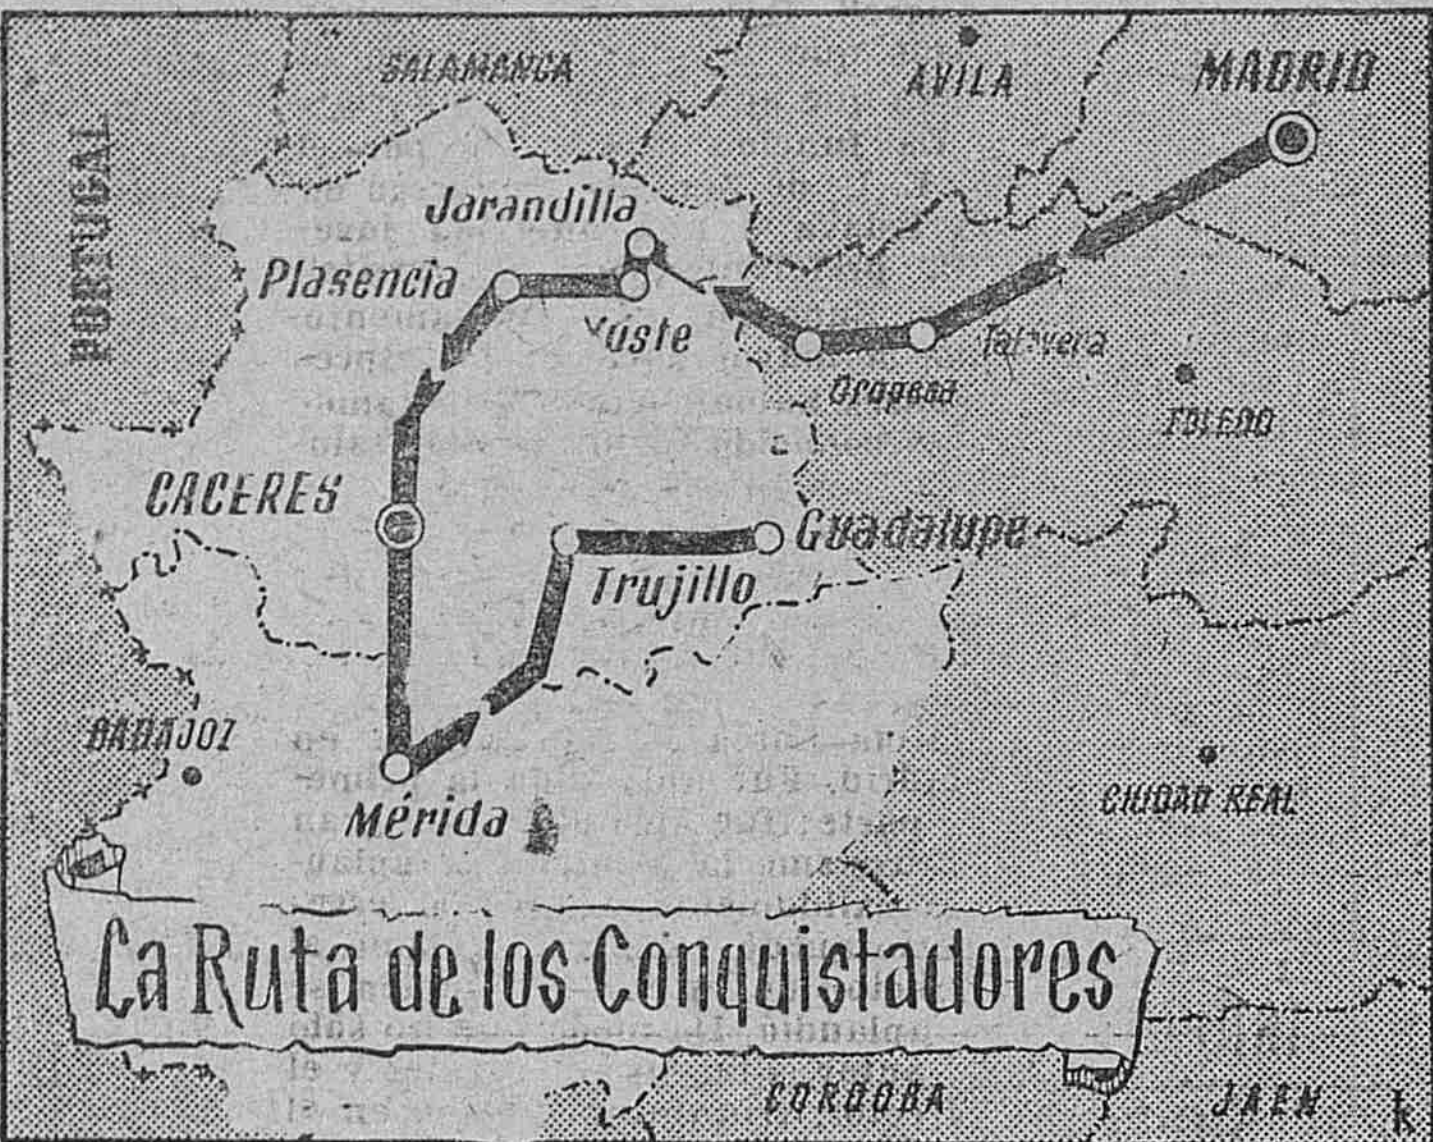 SALAMANCA
AVILA
MADRID
PORTUGAL
Jarandilla
Plasencia
Yuste
Talavera
Oropesa
TOLEDO
CACERES
Guadalupe
Trujillo
BADAJOZ
Mérida
CIUDAD REAL
La Ruta de los Conquistadores
CORDOBA
JAEN
k